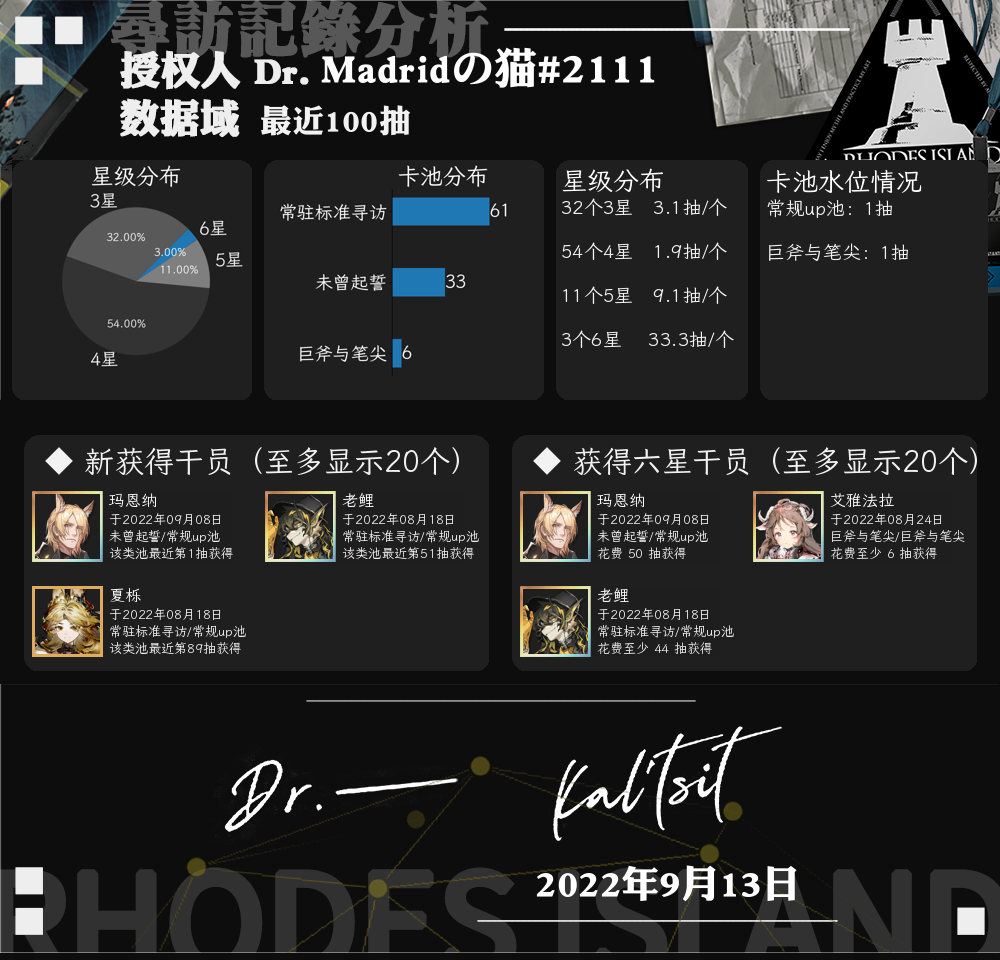 尋訪記錄分析
授权人 Dr. Madridの猫#2111
数据域 最近100抽
RHODES ISLAND
星级分布
3星
6星
5星
4星
32.00%
3.00%
11.00%
54.00%
卡池分布
常驻标准寻访 61
未曾起誓 33
巨斧与笔尖 6
星级分布
32个3星 3.1抽/个
54个4星 1.9抽/个
11个5星 9.1抽/个
3个6星 33.3抽/个
卡池水位情况
常规up池：1抽
巨斧与笔尖：1抽
◆ 新获得干员（至多显示20个）
玛恩纳
于2022年09月08日
未曾起誓/常规up池
该类池最近第1抽获得
老鲤
于2022年08月18日
常驻标准寻访/常规up池
该类池最近第51抽获得
夏栎
于2022年08月18日
常驻标准寻访/常规up池
该类池最近第89抽获得
◆ 获得六星干员（至多显示20个）
玛恩纳
于2022年09月08日
未曾起誓/常规up池
花费 50 抽获得
艾雅法拉
于2022年08月24日
巨斧与笔尖/巨斧与笔尖
花费至少 6 抽获得
老鲤
于2022年08月18日
常驻标准寻访/常规up池
花费至少 44 抽获得
Dr.— Kal'tsit
2022年9月13日
RHODES ISLAND